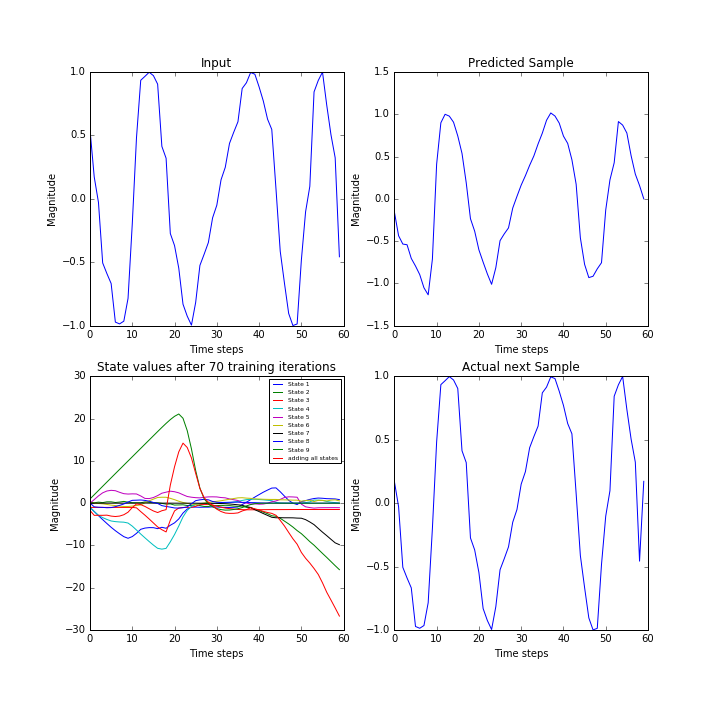 Input
1.0
0.5
0.0
−0.5
−1.0
Magnitude
0 10 20 30 40 50 60
Time steps
Predicted Sample
1.5
1.0
0.5
0.0
−0.5
−1.0
−1.5
Magnitude
0 10 20 30 40 50 60
Time steps
State values after 70 training iterations
30
20
10
0
−10
−20
−30
Magnitude
State 1
State 2
State 3
State 4
State 5
State 6
State 7
State 8
State 9
adding all states
0 10 20 30 40 50 60
Time steps
Actual next Sample
1.0
0.5
0.0
−0.5
−1.0
Magnitude
0 10 20 30 40 50 60
Time steps